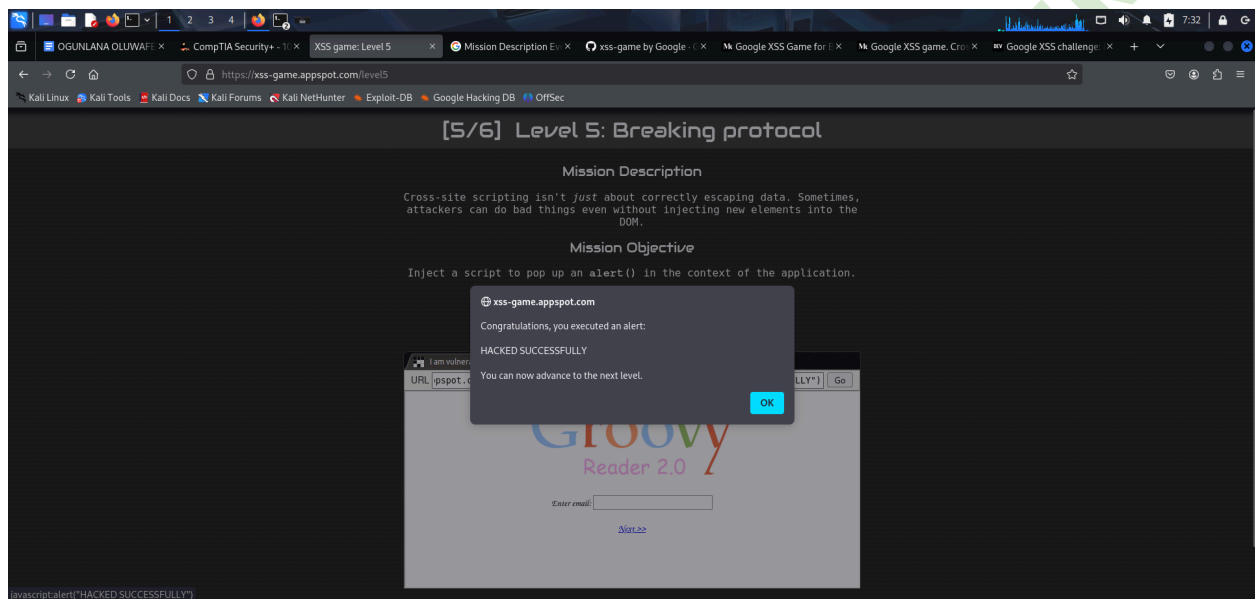 1 2 3 4 7:32
OGUNLANA OLUWAFE CompTIA Security+ - 10 XSS game: Level 5 Mission Description Ev xss-game by Google - G Google XSS Game for E Google XSS game. Cros Google XSS challenge:
https://xss-game.appspot.com/level5
Kali Linux Kali Tools Kali Docs Kali Forums Kali NetHunter Exploit-DB Google Hacking DB OffSec
[5/6] Level 5: Breaking protocol
Mission Description
Cross-site scripting isn't just about correctly escaping data. Sometimes,
attackers can do bad things even without injecting new elements into the
DOM.
Mission Objective
Inject a script to pop up an alert() in the context of the application.
xss-game.appspot.com
Congratulations, you executed an alert:
HACKED SUCCESSFULLY
You can now advance to the next level.
OK
I am vulner
URL pspot.c LLY") Go
Groovy
Reader 2.0
Enter email:
Next >>
javascript:alert("HACKED SUCCESSFULLY")